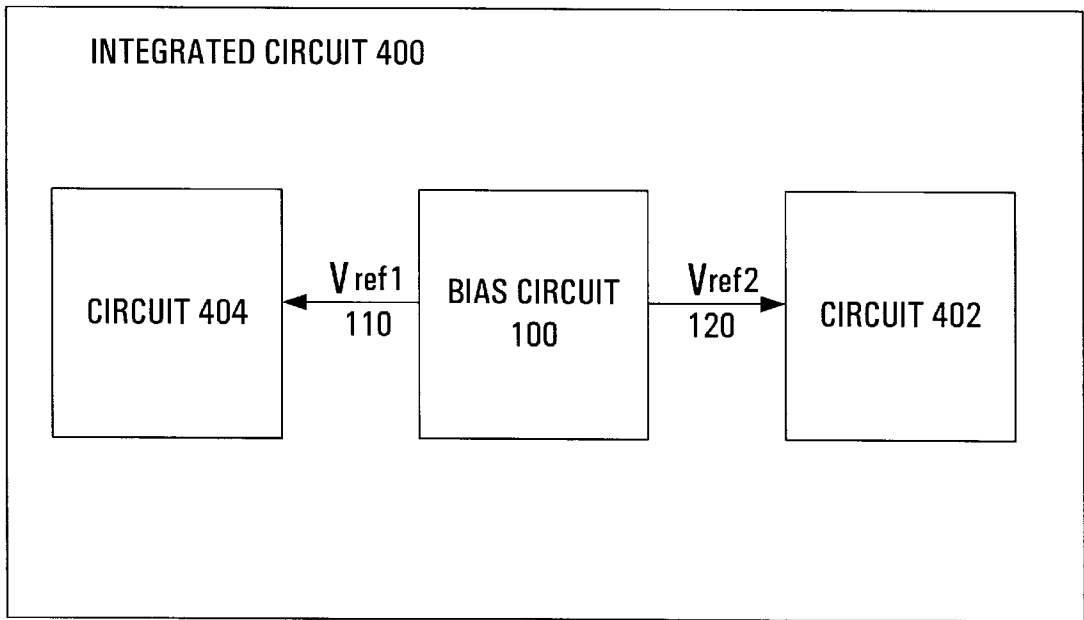 INTEGRATED CIRCUIT 400
CIRCUIT 404
Vref1
110
BIAS CIRCUIT
100
Vref2
120
CIRCUIT 402